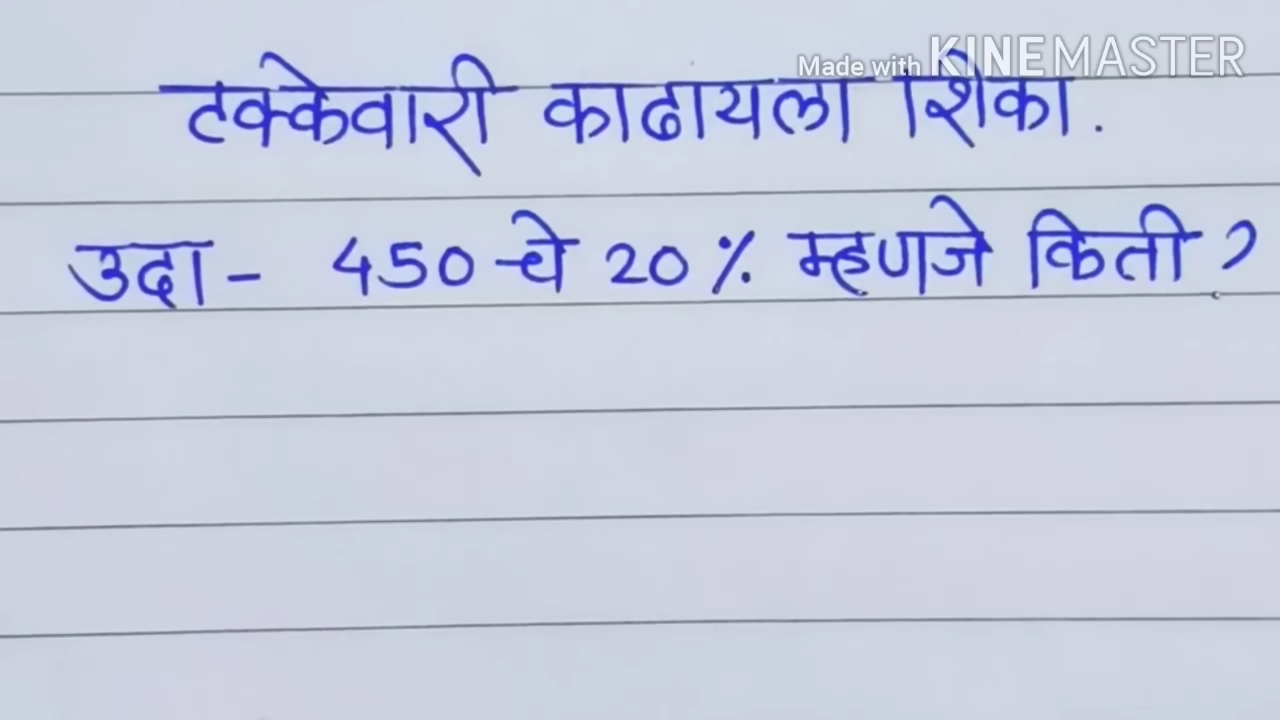 Made with KINEMASTER
टक्केवारी काढायला शिका.
उदा- 450 चे 20% म्हणजे किती?